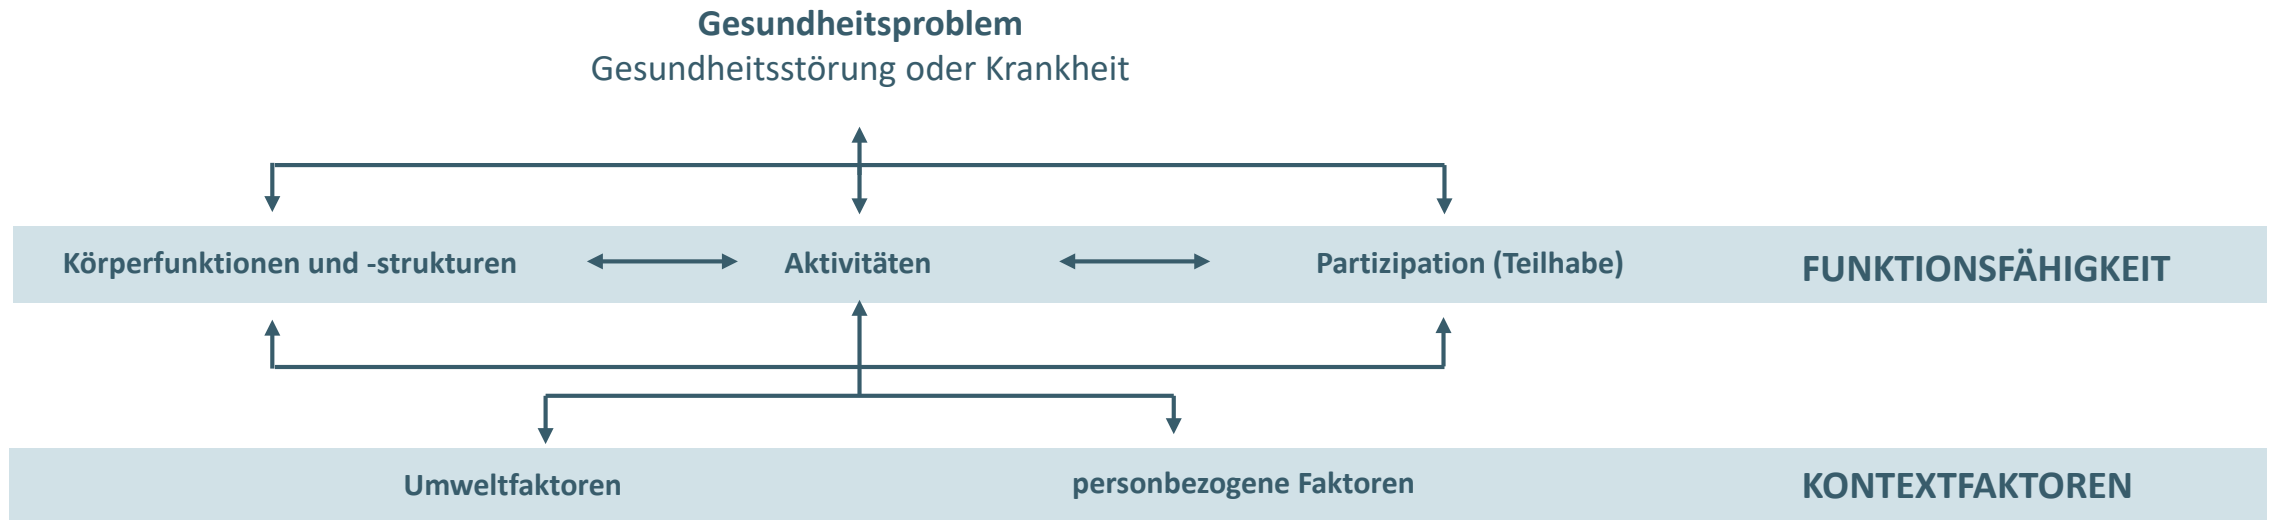 Gesundheitsproblem
Gesundheitsstörung oder Krankheit
Körperfunktionen und -strukturen Aktivitäten Partizipation (Teilhabe) FUNKTIONSFÄHIGKEIT
Umweltfaktoren personbezogene Faktoren KONTEXTFAKTOREN